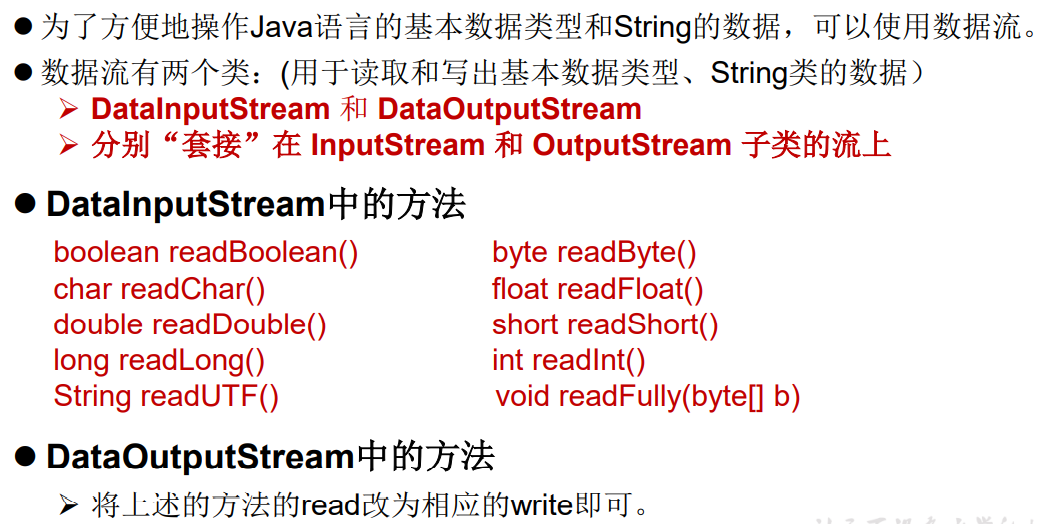 ● 为了方便地操作Java语言的基本数据类型和String的数据，可以使用数据流。
● 数据流有两个类：(用于读取和写出基本数据类型、String类的数据）
➢ DataInputStream 和 DataOutputStream
➢ 分别“套接”在 InputStream 和 OutputStream 子类的流上
● DataInputStream中的方法
boolean readBoolean() byte readByte()
char readChar() float readFloat()
double readDouble() short readShort()
long readLong() int readInt()
String readUTF() void readFully(byte[] b)
● DataOutputStream中的方法
➢ 将上述的方法的read改为相应的write即可。